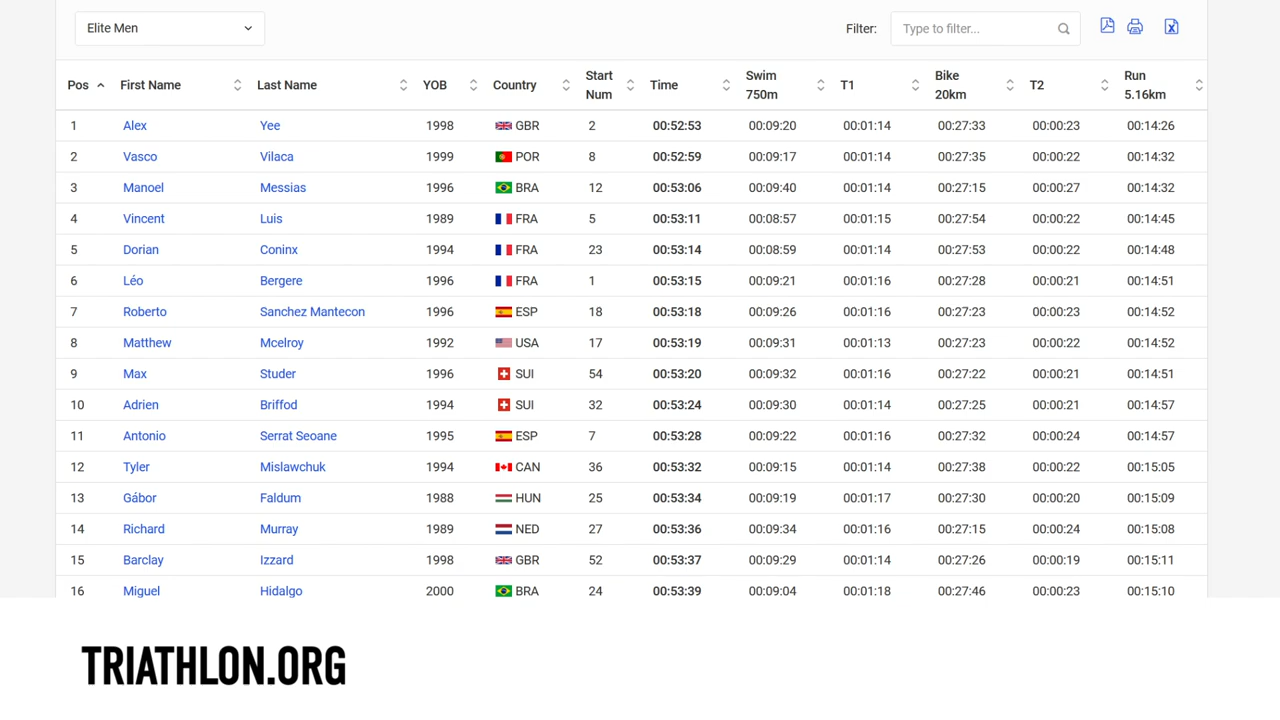 Elite Men Filter: Type to filter...
Pos First Name Last Name YOB Country Start Num Time Swim 750m T1 Bike 20km T2 Run 5.16km
1 Alex Yee 1998 GBR 2 00:52:53 00:09:20 00:01:14 00:27:33 00:00:23 00:14:26
2 Vasco Vilaca 1999 POR 8 00:52:59 00:09:17 00:01:14 00:27:35 00:00:22 00:14:32
3 Manoel Messias 1996 BRA 12 00:53:06 00:09:40 00:01:14 00:27:15 00:00:27 00:14:32
4 Vincent Luis 1989 FRA 5 00:53:11 00:08:57 00:01:15 00:27:54 00:00:22 00:14:45
5 Dorian Coninx 1994 FRA 23 00:53:14 00:08:59 00:01:14 00:27:53 00:00:22 00:14:48
6 Léo Bergere 1996 FRA 1 00:53:15 00:09:21 00:01:16 00:27:28 00:00:21 00:14:51
7 Roberto Sanchez Mantecon 1996 ESP 18 00:53:18 00:09:26 00:01:16 00:27:23 00:00:23 00:14:52
8 Matthew Mcelroy 1992 USA 17 00:53:19 00:09:31 00:01:13 00:27:23 00:00:22 00:14:52
9 Max Studer 1996 SUI 54 00:53:20 00:09:32 00:01:16 00:27:22 00:00:21 00:14:51
10 Adrien Briffod 1994 SUI 32 00:53:24 00:09:30 00:01:14 00:27:25 00:00:21 00:14:57
11 Antonio Serrat Seoane 1995 ESP 7 00:53:28 00:09:22 00:01:16 00:27:32 00:00:24 00:14:57
12 Tyler Mislawchuk 1994 CAN 36 00:53:32 00:09:15 00:01:14 00:27:38 00:00:22 00:15:05
13 Gábor Faldum 1988 HUN 25 00:53:34 00:09:19 00:01:17 00:27:30 00:00:20 00:15:09
14 Richard Murray 1989 NED 27 00:53:36 00:09:34 00:01:16 00:27:15 00:00:24 00:15:08
15 Barclay Izzard 1998 GBR 52 00:53:37 00:09:29 00:01:14 00:27:26 00:00:19 00:15:11
16 Miguel Hidalgo 2000 BRA 24 00:53:39 00:09:04 00:01:18 00:27:46 00:00:23 00:15:10
TRIATHLON.ORG